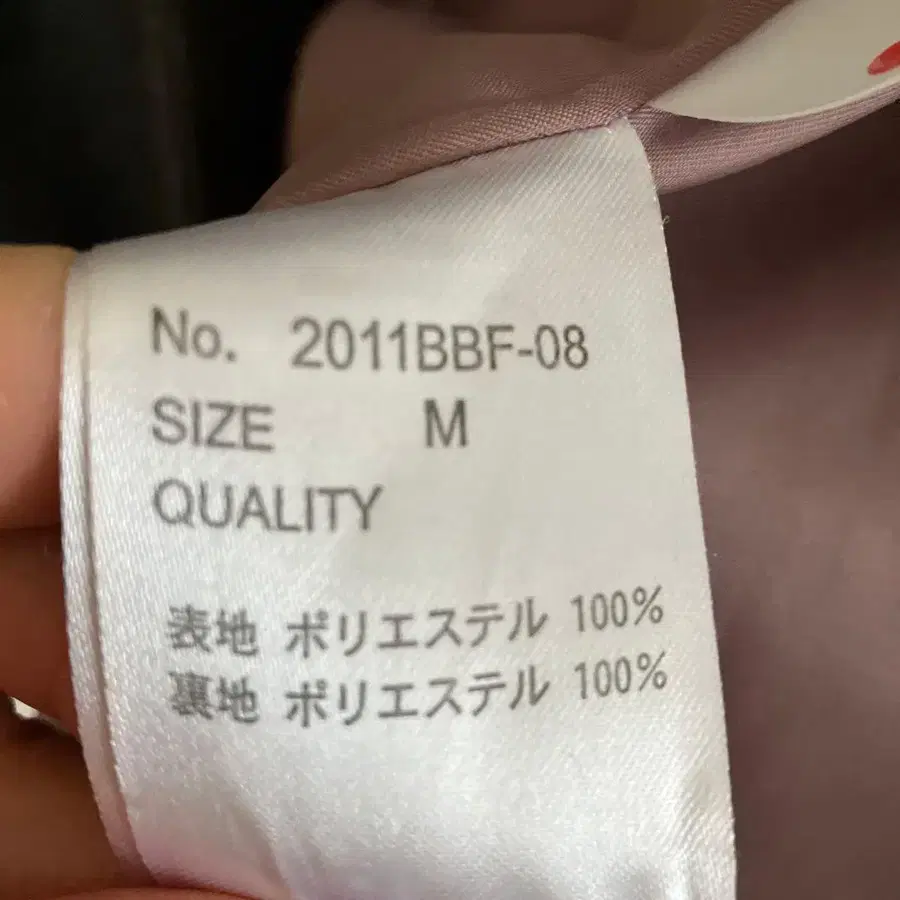 No. 2011BBF-08
SIZE M
QUALITY
表地 ポリエステル 100%
裏地 ポリエステル 100%